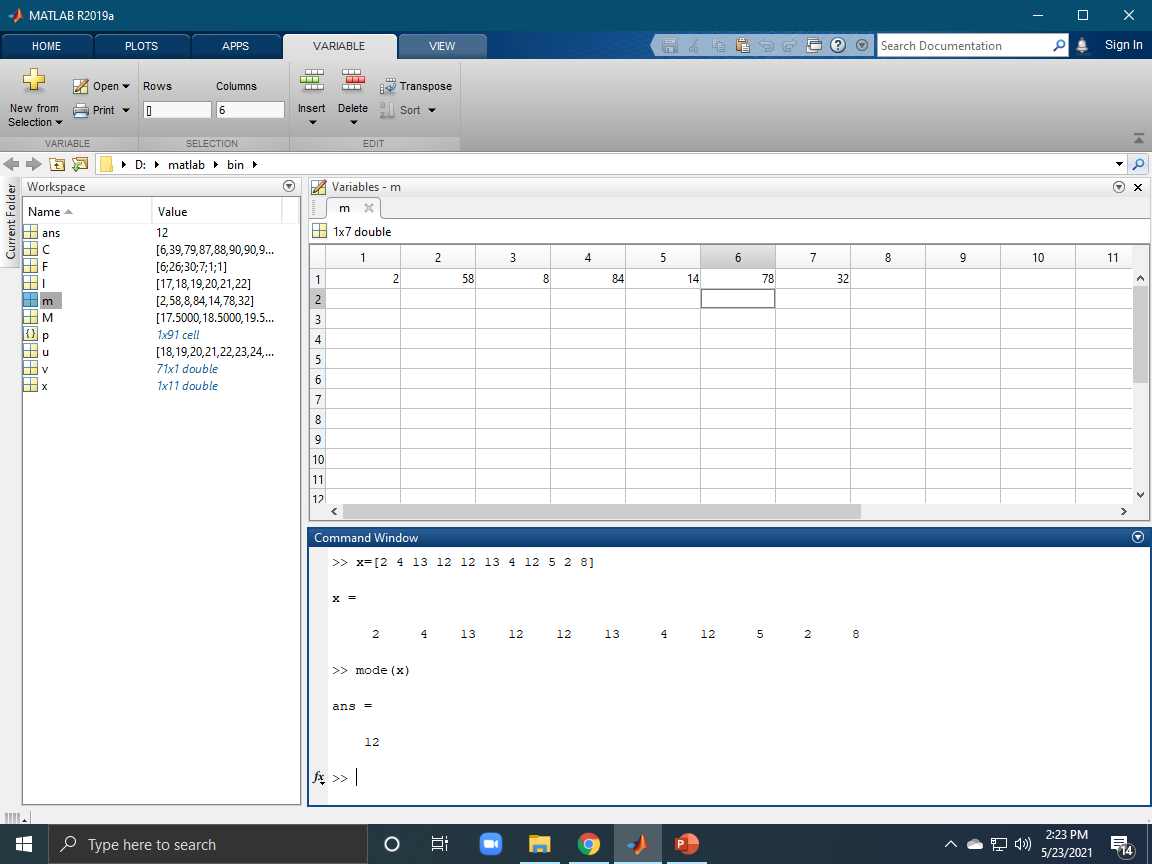 MATLAB R2019a
HOME PLOTS APPS VARIABLE VIEW Search Documentation Sign In
New from Selection Open Print Rows [] Columns 6 Insert Delete Transpose Sort
VARIABLE SELECTION EDIT
D: matlab bin
Current Folder
Workspace
Name Value
ans 12
C [6,39,79,87,88,90,90,9...
F [6;26;30;7;1;1]
l [17,18,19,20,21,22]
m [2,58,8,84,14,78,32]
M [17.5000,18.5000,19.5...
p 1x91 cell
u [18,19,20,21,22,23,24,...
v 71x1 double
x 1x11 double
Variables - m
m
1x7 double
1 2 3 4 5 6 7 8 9 10 11
1 2 58 8 84 14 78 32
2
3
4
5
6
7
8
9
10
11
12
Command Window
>> x=[2 4 13 12 12 13 4 12 5 2 8]
x =
2 4 13 12 12 13 4 12 5 2 8
>> mode(x)
ans =
12
fx >>
Type here to search
2:23 PM
5/23/2021
14